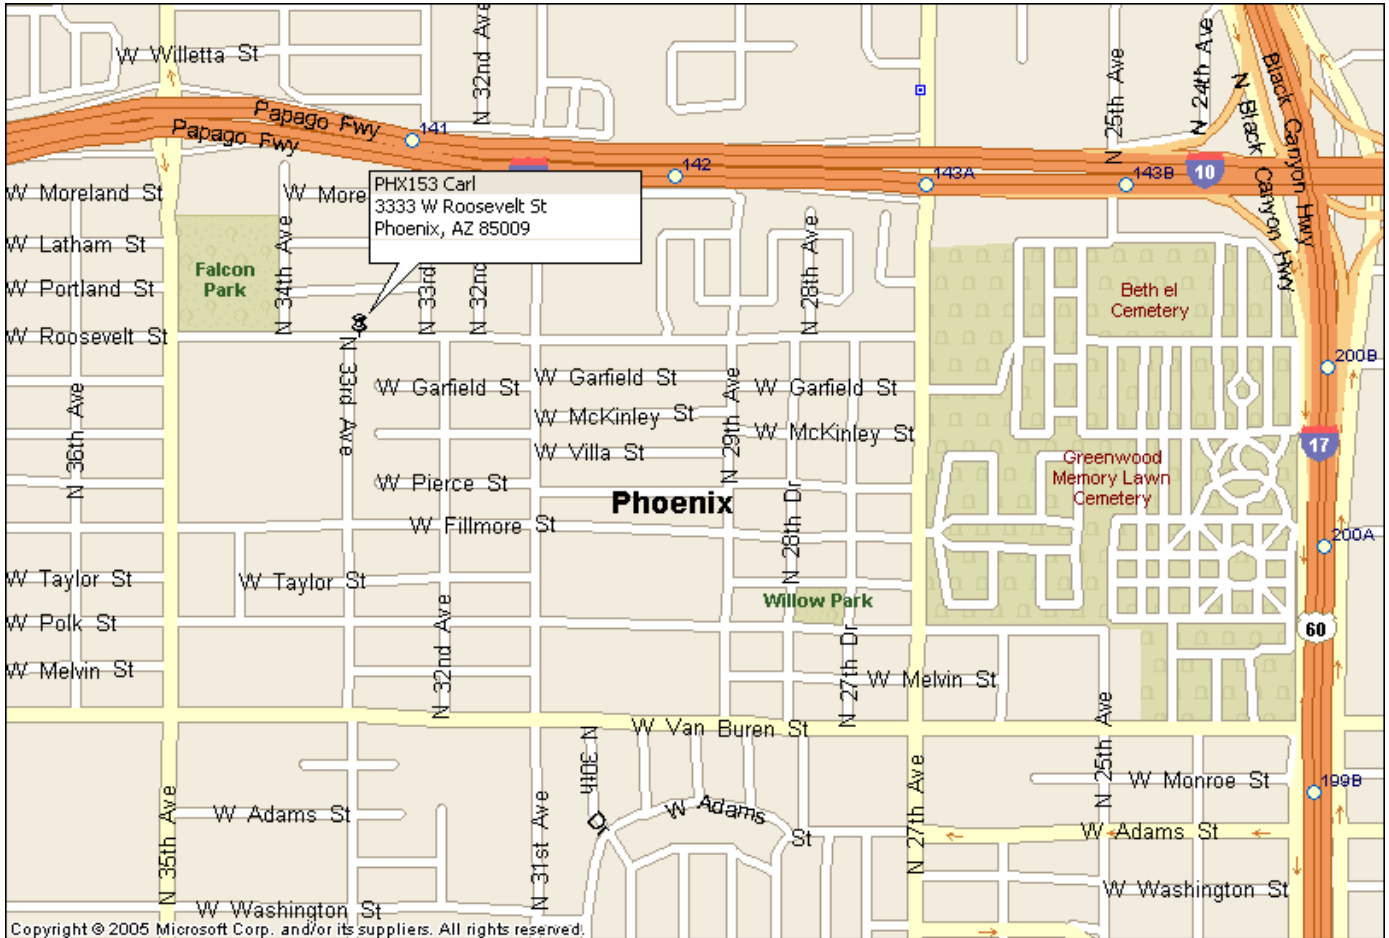 W Willetta St
N 32nd Ave
N 25th Ave
N 24th Ave
N Black Canyon Hwy
Black Canyon Hwy
Papago Fwy
Papago Fwy
141
142
143A
143B
10
W Moreland St
W More
PHX153 Carl
3333 W Roosevelt St
Phoenix, AZ 85009
W Latham St
Falcon
Park
N 34th Ave
N 33rd
N 32nd
N 28th Ave
W Portland St
Beth el
Cemetery
W Roosevelt St
N 33rd Ave
200B
W Garfield St
W Garfield St
W Garfield St
N 36th Ave
W McKinley St
W McKinley St
N 29th Ave
W Villa St
17
Greenwood
Memory Lawn
Cemetery
W Pierce St
Phoenix
N 28th Dr
W Fillmore St
200A
W Taylor St
W Taylor St
Willow Park
W Polk St
60
N 32nd Ave
N 27th Dr
W Melvin St
W Melvin St
N 25th Ave
W Van Buren St
N 30th Dr
W Monroe St
199B
N 35th Ave
W Adams St
N 31st Ave
W Adams St
N 27th Ave
W Adams St
W Washington St
W Washington St
Copyright © 2005 Microsoft Corp. and/or its suppliers. All rights reserved.